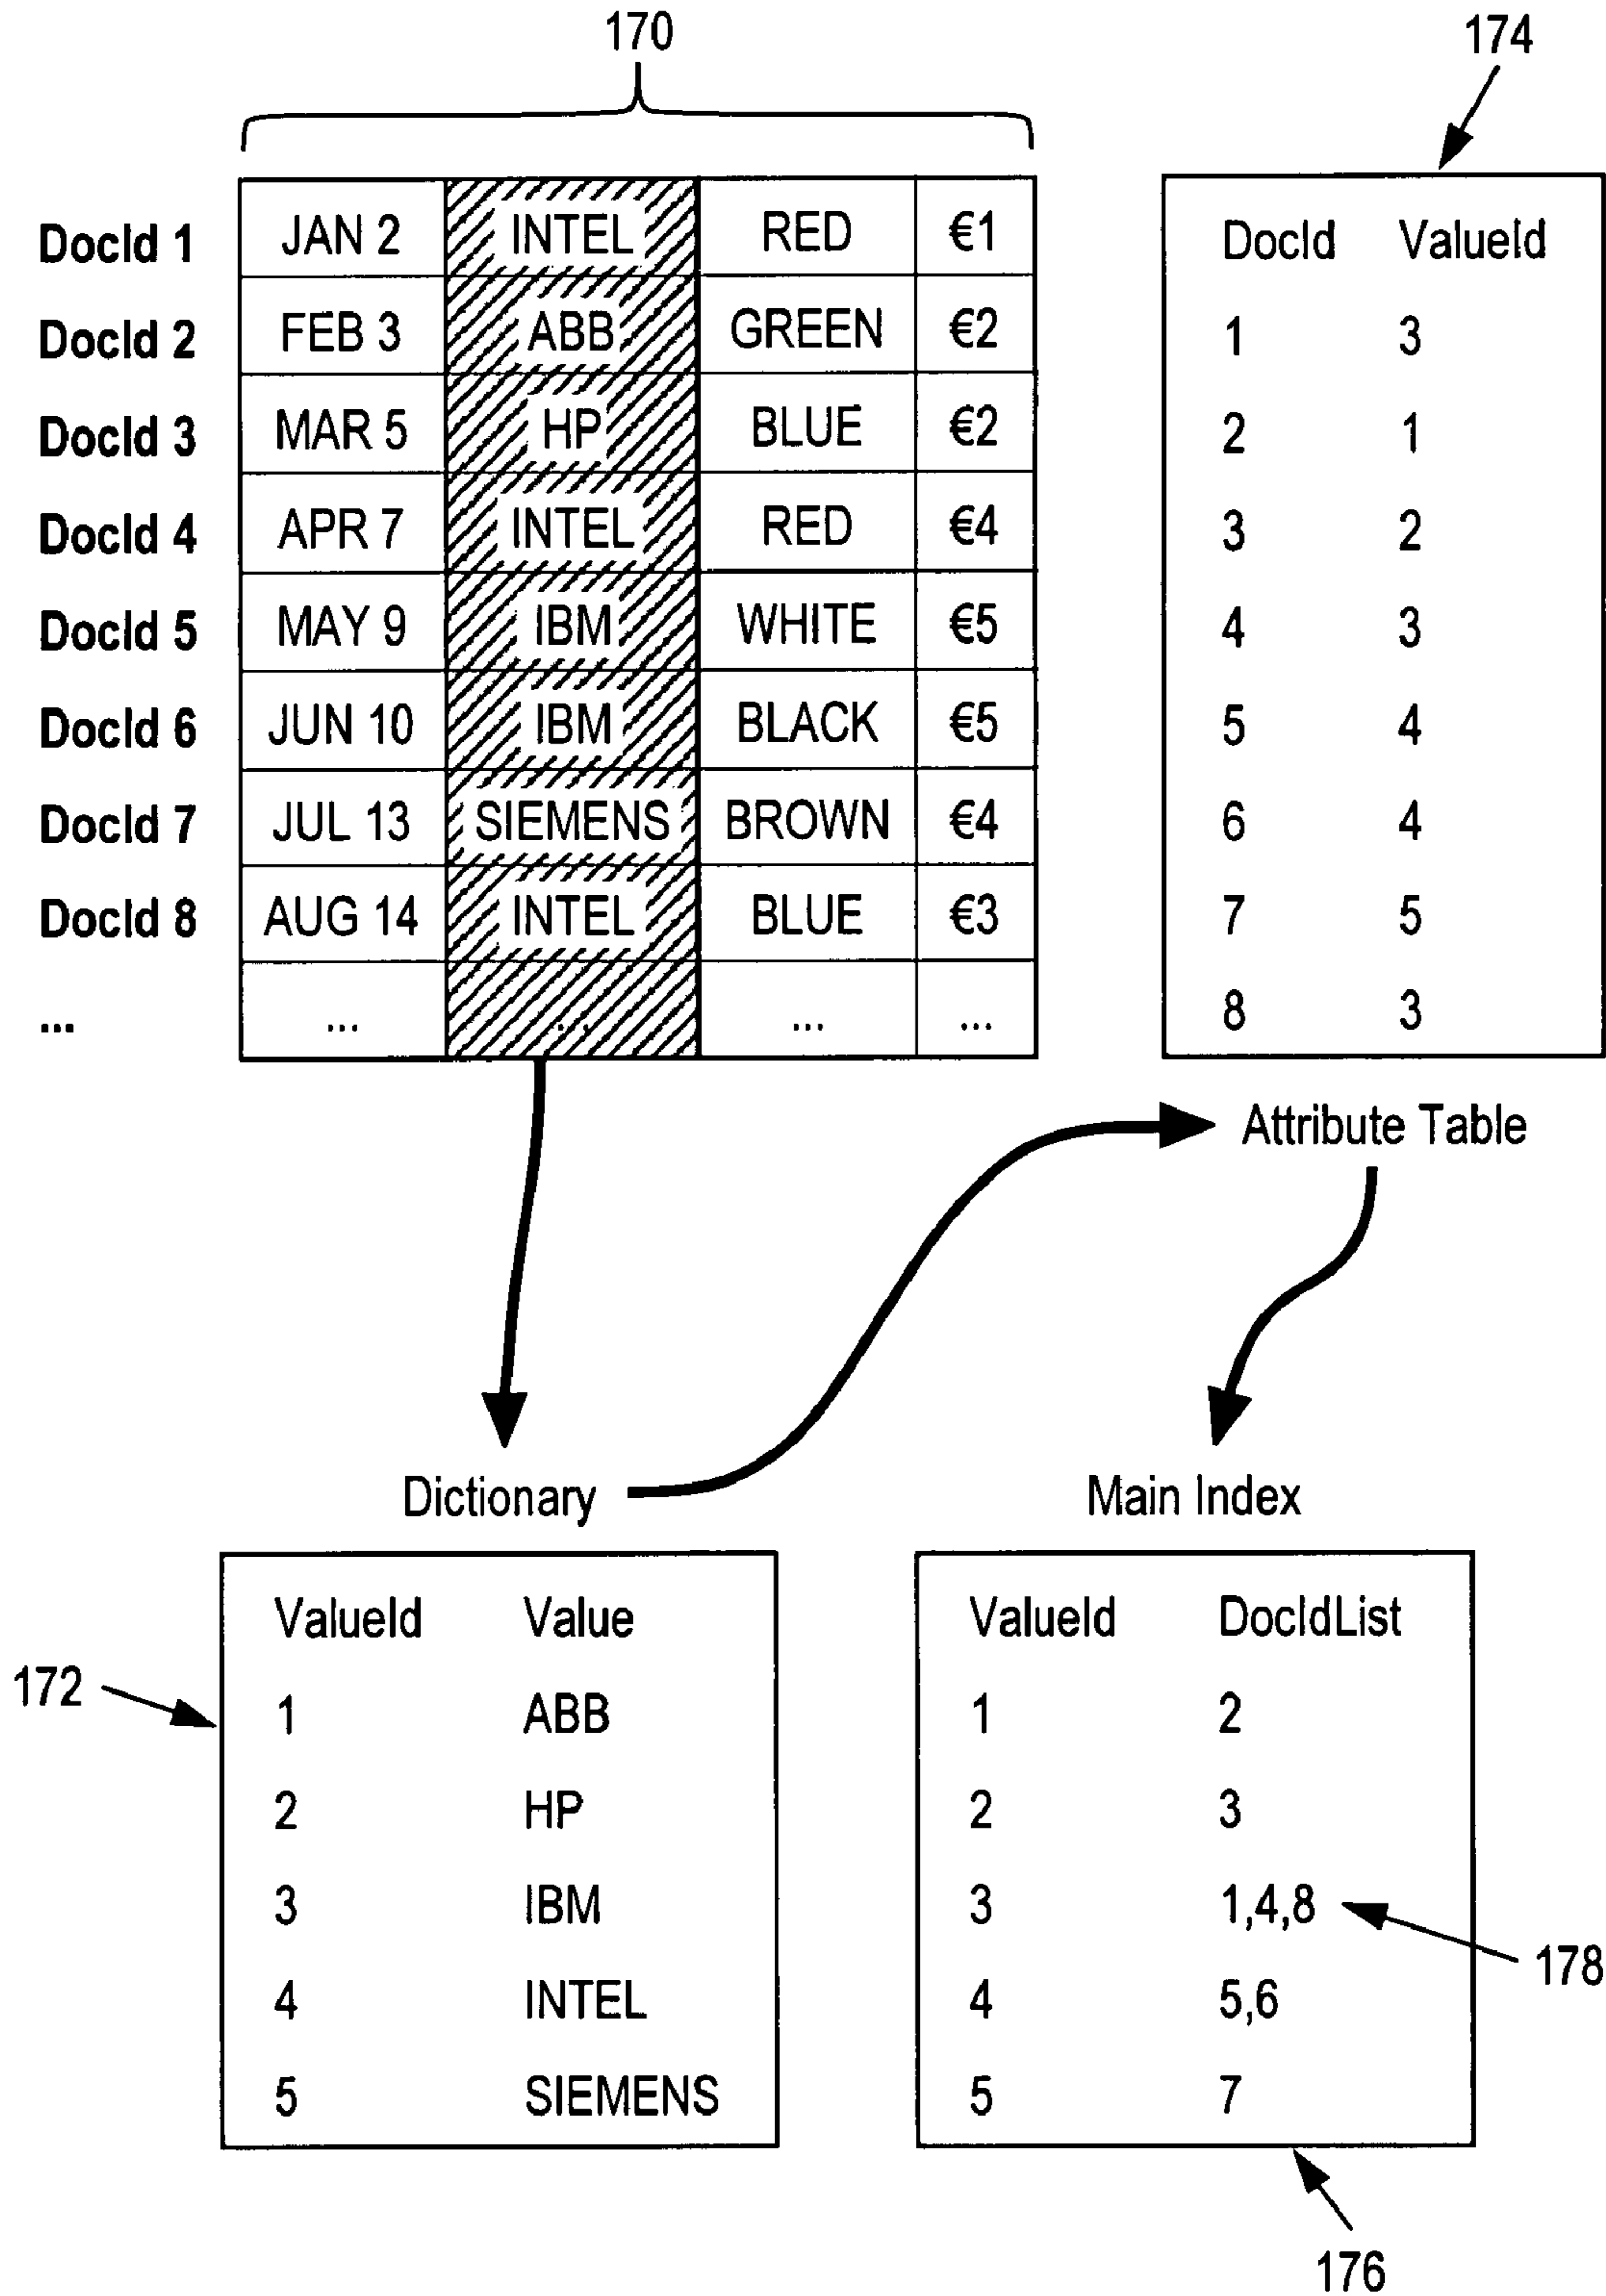 170
174
DocId 1 JAN 2 INTEL RED €1
DocId 2 FEB 3 ABB GREEN €2
DocId 3 MAR 5 HP BLUE €2
DocId 4 APR 7 INTEL RED €4
DocId 5 MAY 9 IBM WHITE €5
DocId 6 JUN 10 IBM BLACK €5
DocId 7 JUL 13 SIEMENS BROWN €4
DocId 8 AUG 14 INTEL BLUE €3
... ... ... ... ...
DocId ValueId
1 3
2 1
3 2
4 3
5 4
6 4
7 5
8 3
Attribute Table
Dictionary
ValueId Value
1 ABB
2 HP
3 IBM
4 INTEL
5 SIEMENS
172
Main Index
ValueId DocIdList
1 2
2 3
3 1,4,8
4 5,6
5 7
178
176